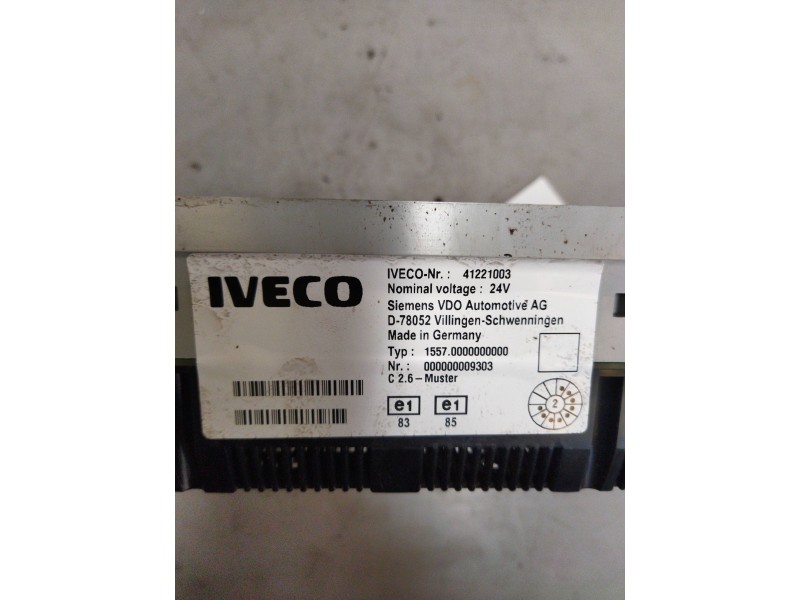 IVECO
IVECO-Nr. : 41221003
Nominal voltage : 24V
Siemens VDO Automotive AG
D-78052 Villingen-Schwenningen
Made in Germany
Typ : 1557.0000000000
Nr. : 000000009303
C 2.6-Muster
e1 e1
83 85
2